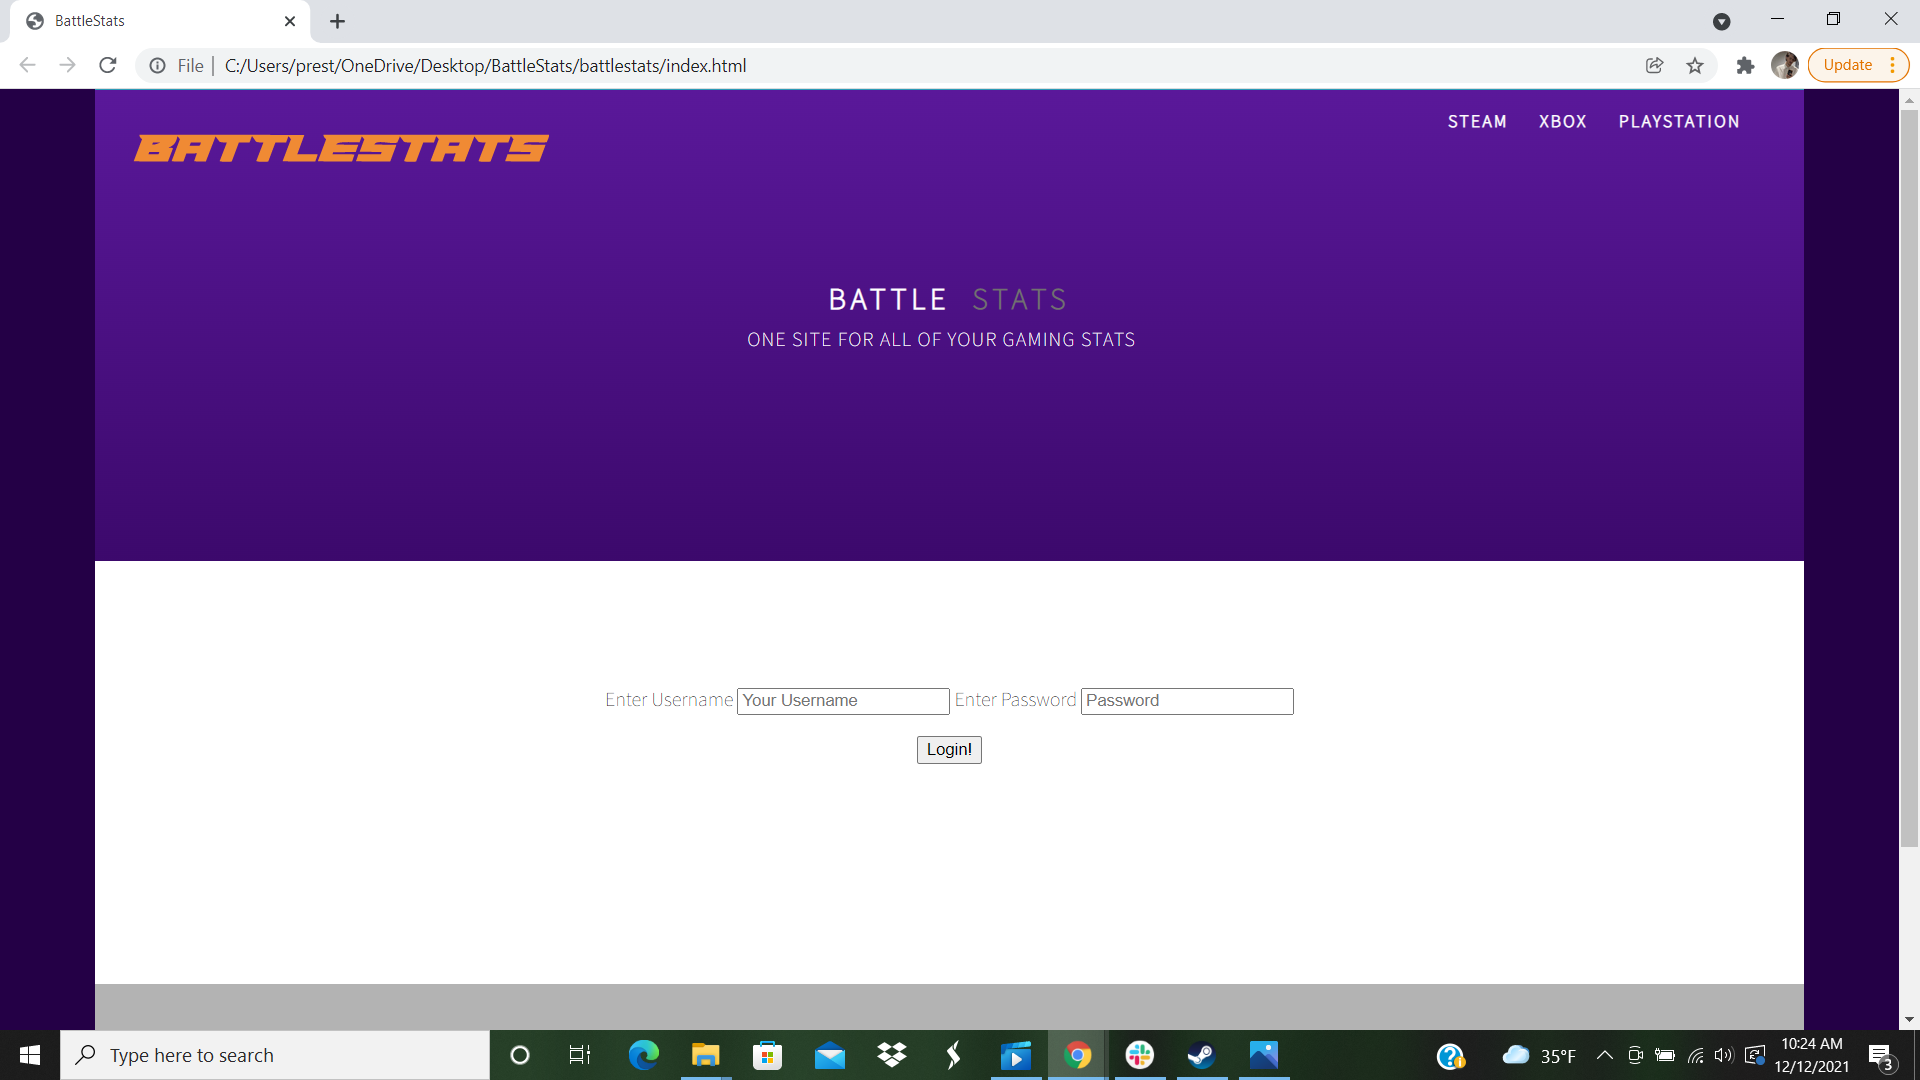 BattleStats
File
C:/Users/prest/OneDrive/Desktop/BattleStats/battlestats/index.html
Update
BATTLESTATS
STEAM XBOX PLAYSTATION
BATTLE STATS
ONE SITE FOR ALL OF YOUR GAMING STATS
Enter Username Your Username Enter Password Password
Login!
Type here to search
35°F
10:24 AM
12/12/2021
3